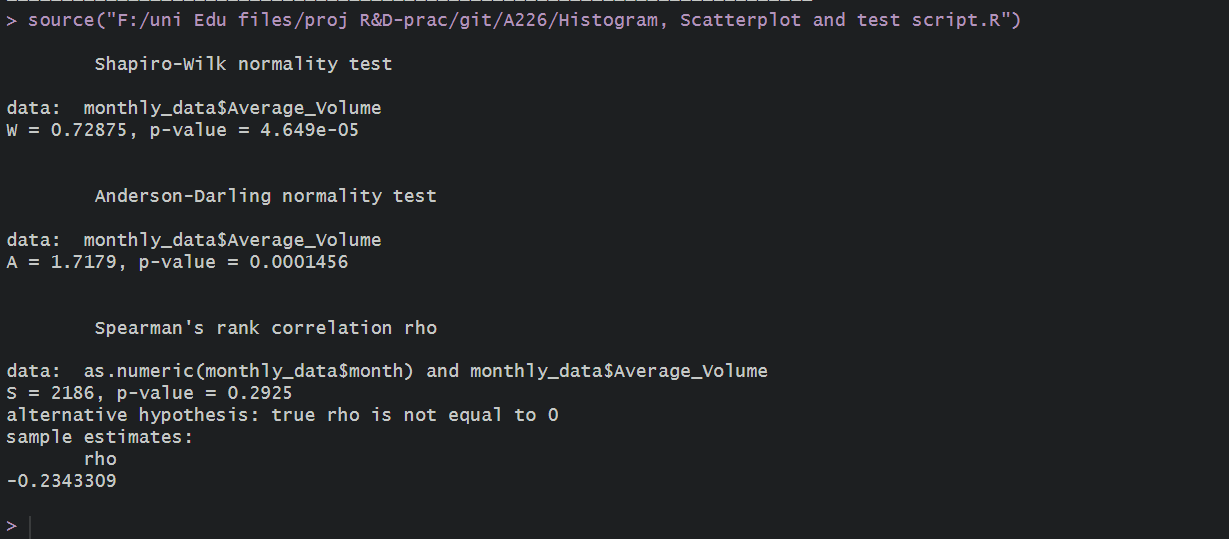 > source("F:/uni Edu files/proj R&D-prac/git/A226/Histogram, Scatterplot and test script.R")
Shapiro-Wilk normality test
data:  monthly_data$Average_Volume
W = 0.72875, p-value = 4.649e-05
Anderson-Darling normality test
data:  monthly_data$Average_Volume
A = 1.7179, p-value = 0.0001456
Spearman's rank correlation rho
data:  as.numeric(monthly_data$month) and monthly_data$Average_Volume
S = 2186, p-value = 0.2925
alternative hypothesis: true rho is not equal to 0
sample estimates:
rho
-0.2343309
>